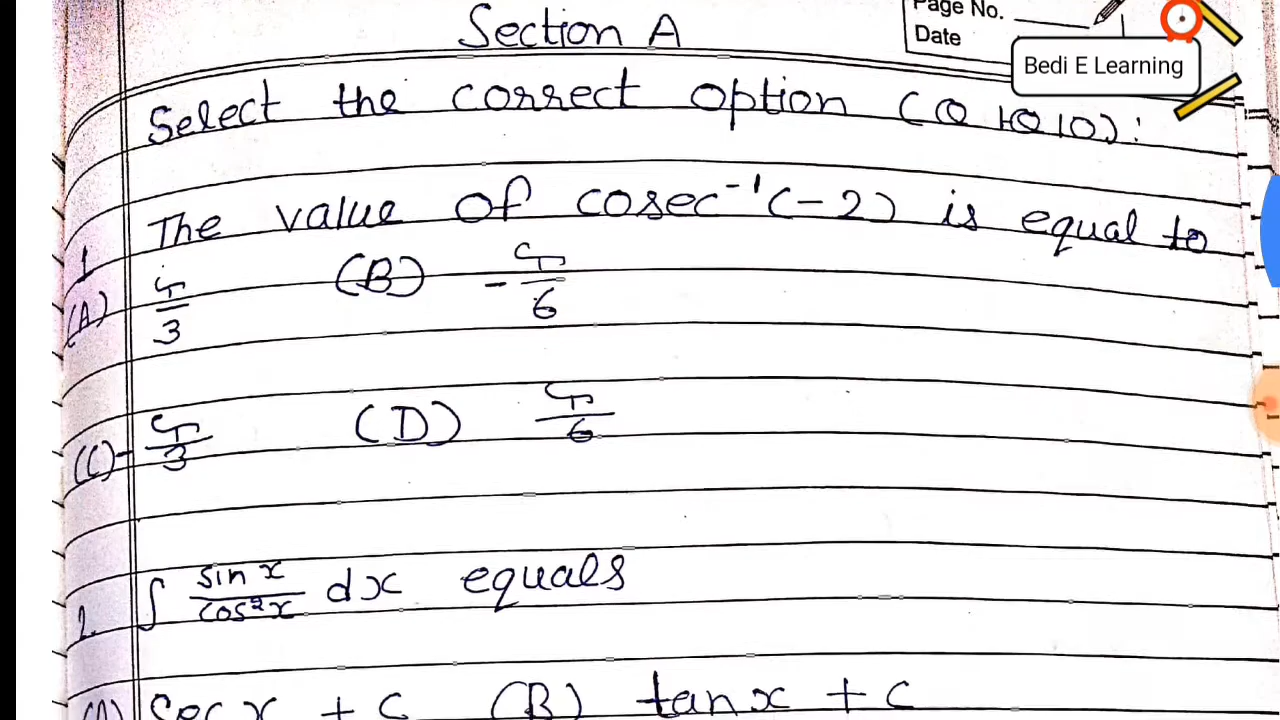 Section A
Page No.
Date
Bedi E Learning
Select the correct option (Q 1 to 10):
1 The value of cosec⁻¹(-2) is equal to
(A) π/3 (B) -π/6
(C) -π/3 (D) π/6
2. ∫ sin x / cos²x dx equals
(A) Sec x + C (B) tan x + C